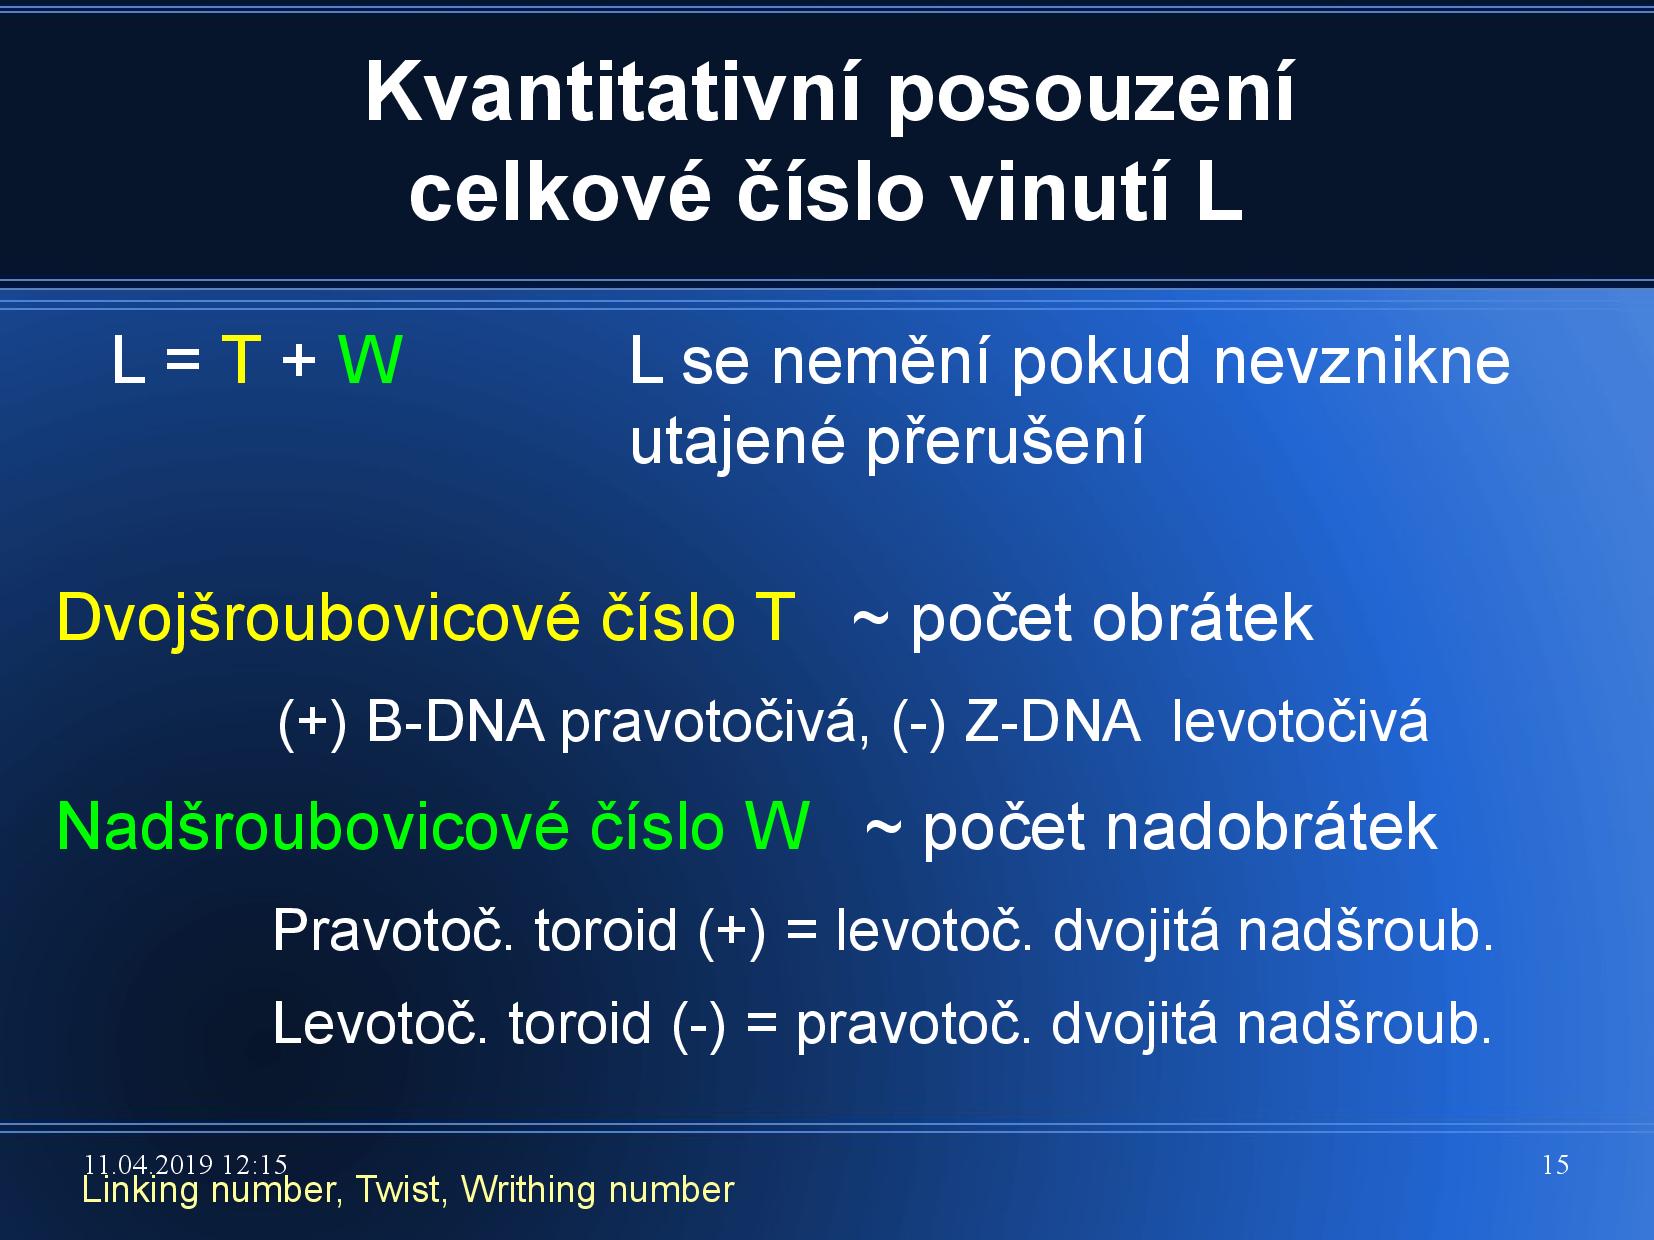 Kvantitativní posouzení
celkové číslo vinutí L
L = T + W
L se nemění pokud nevznikne
utajené přerušení
Dvojšroubovicové číslo T ~ počet obrátek
(+) B-DNA pravotočivá, (-) Z-DNA levotočivá
Nadšroubovicové číslo W ~ počet nadobrátek
Pravotoč. toroid (+) = levotoč. dvojitá nadšroub.
Levotoč. toroid (-) = pravotoč. dvojitá nadšroub.
11.04.2019 12:15
15
Linking number, Twist, Writhing number